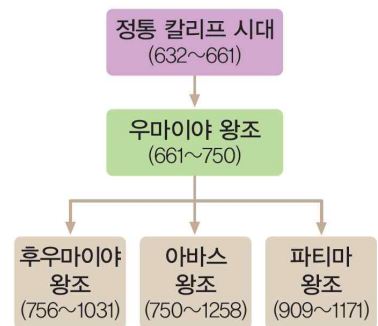 정통 칼리프 시대
(632~661)
우마이야 왕조
(661~750)
후우마이야
왕조
(756~1031)
아바스
왕조
(750~1258)
파티마
왕조
(909~1171)